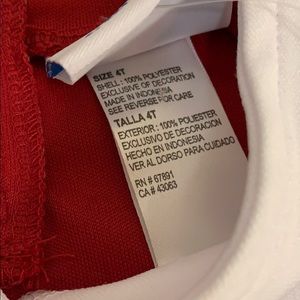 SIZE 4T
SHELL : 100% POLYESTER
EXCLUSIVE OF DECORATION
MADE IN INDONESIA
SEE REVERSE FOR CARE
TALLA 4T
EXTERIOR : 100% POLIESTER
EXCLUSIVO DE DECORACION
HECHO EN INDONESIA
VER AL DORSO PARA CUIDADO
RN # 67891
CA # 43063